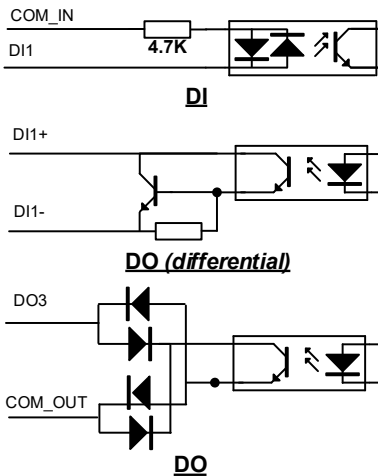 COM_IN
4.7K
DI1
DI
DI1+
DI1-
DO (differential)
DO3
COM_OUT
DO